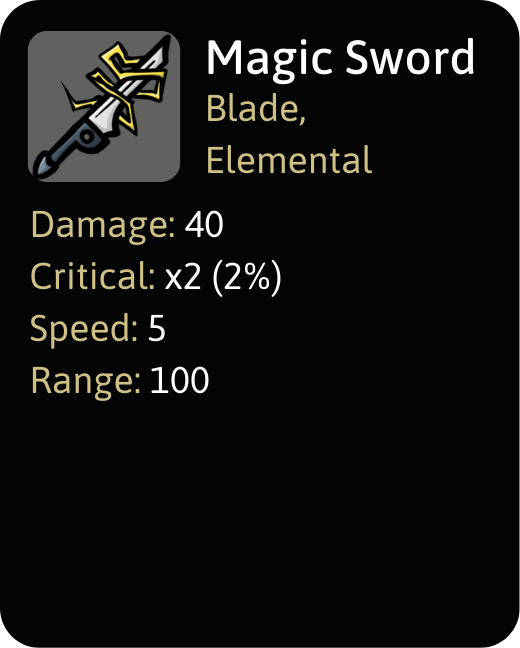 Magic Sword
Blade,
Elemental
Damage: 40
Critical: x2 (2%)
Speed: 5
Range: 100